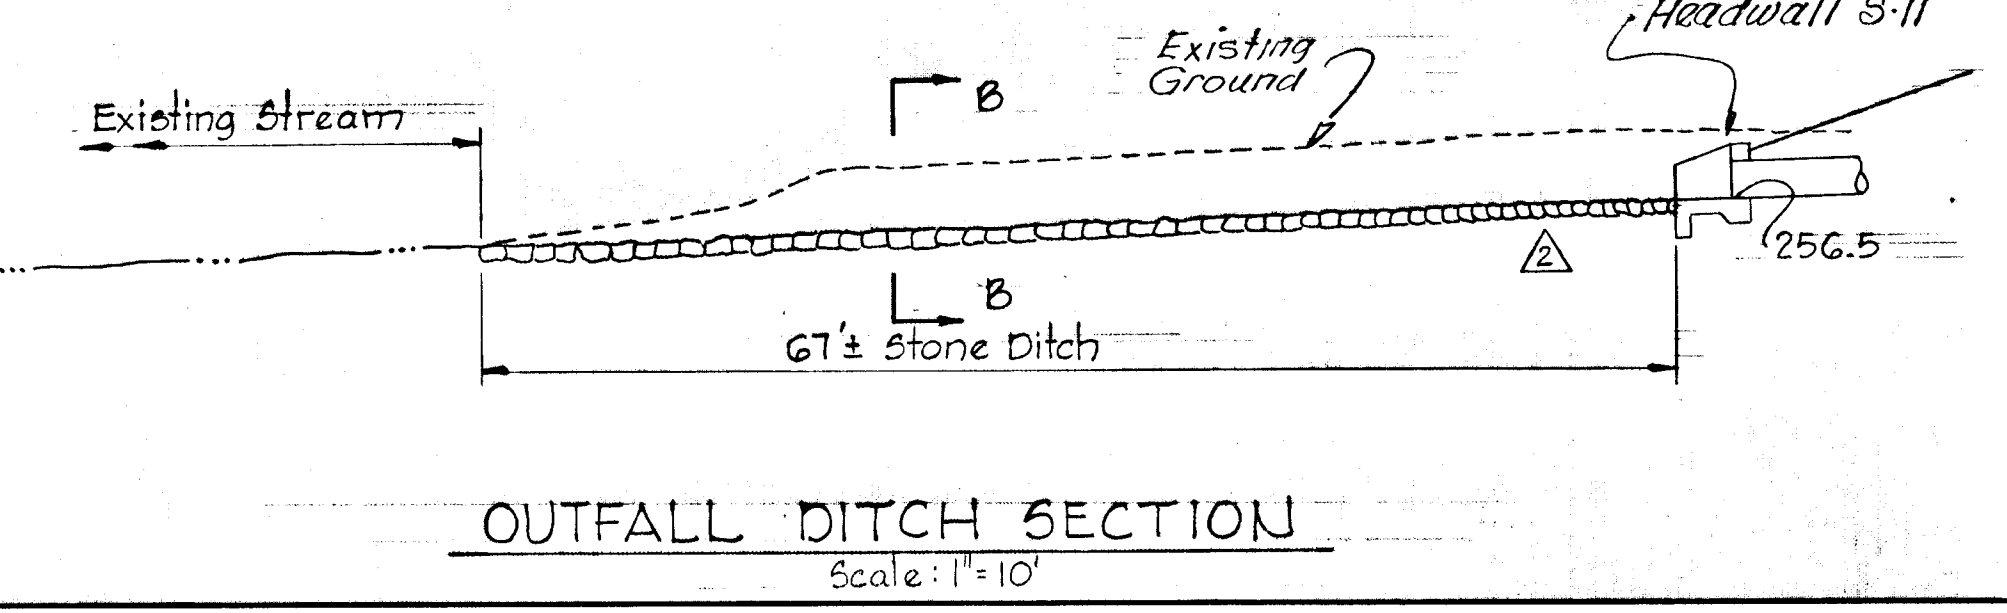 Headwall S-11
Existing
Ground
B
Existing Stream
256.5
2
B
67'± Stone Ditch
OUTFALL DITCH SECTION
Scale: 1"=10'